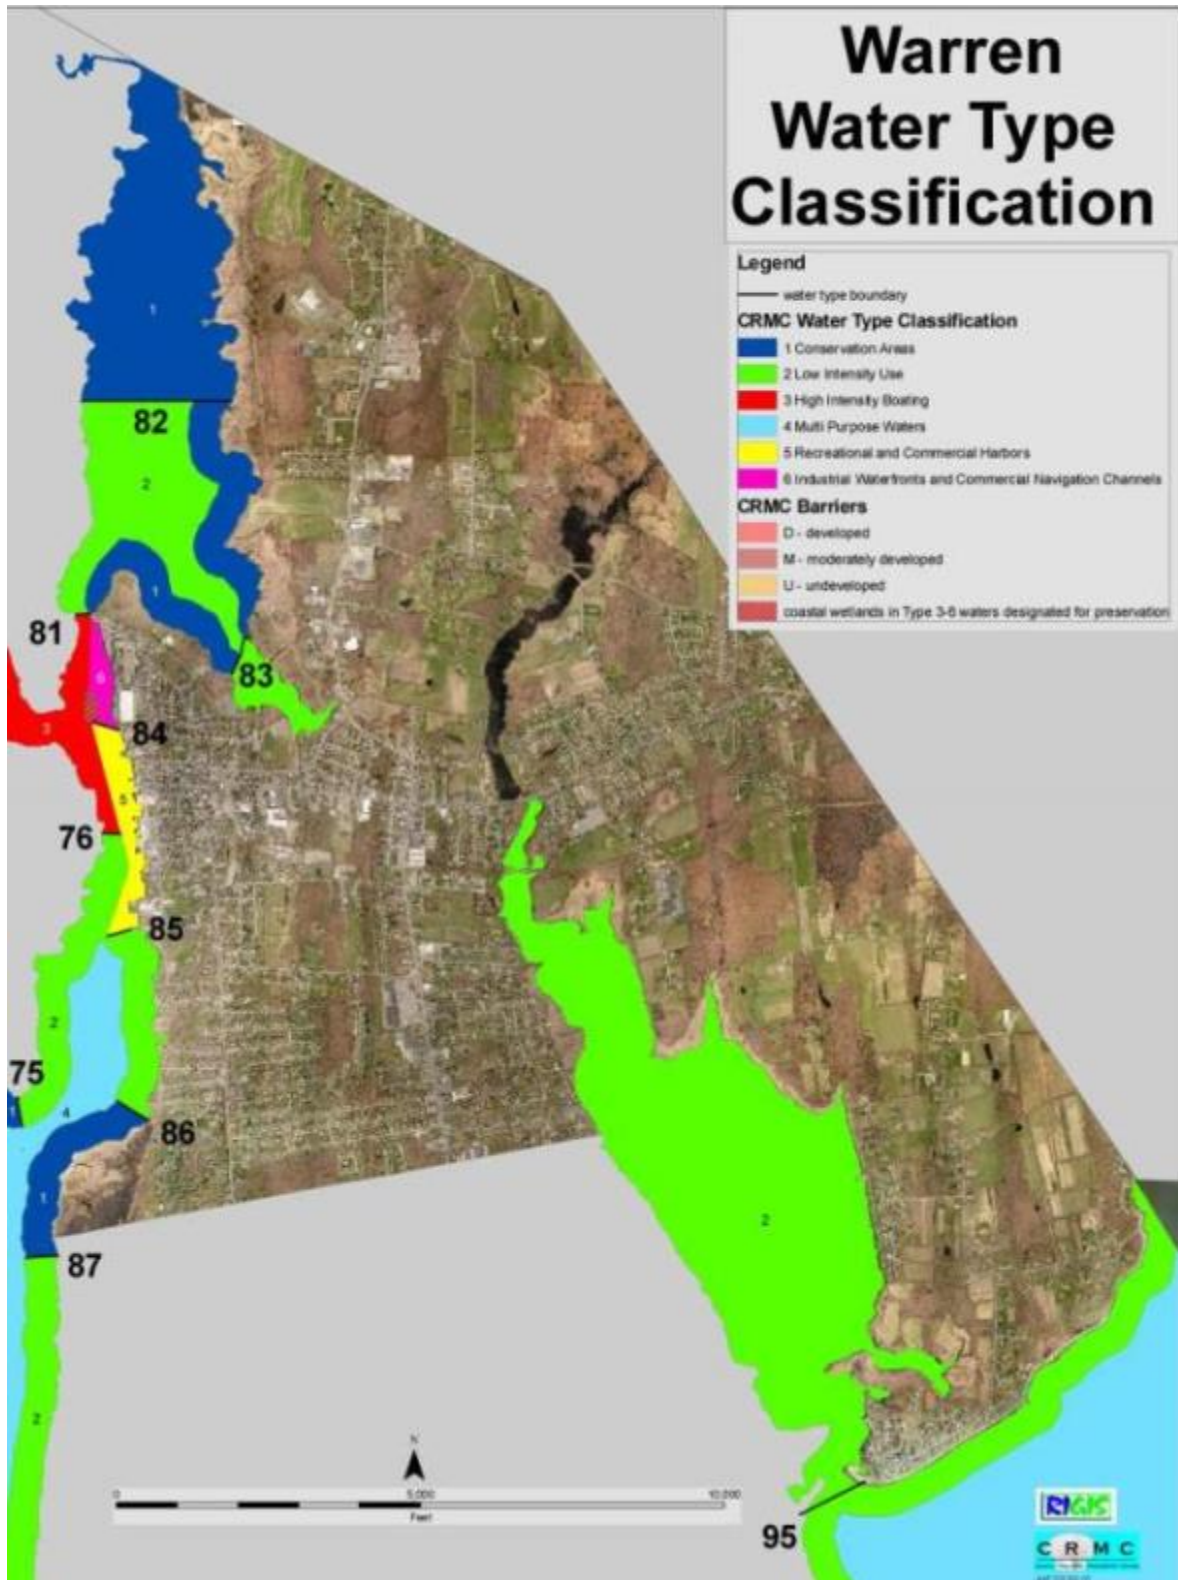 Warren
Water Type
Classification
Legend
water type boundary
CRMC Water Type Classification
1 Conservation Areas
2 Low Intensity Use
3 High Intensity Boating
4 Multi Purpose Waters
5 Recreational and Commercial Harbors
6 Industrial Waterfronts and Commercial Navigation Channels
CRMC Barriers
D - developed
M - moderately developed
U - undeveloped
coastal wetlands in Type 3-6 waters designated for preservation
1
82
2
1
81
83
6
3
84
5
76
85
2
75
1
4
86
1
87
2
2
N
0
5,000
10,000
Feet
95
RIGIS
C R M C